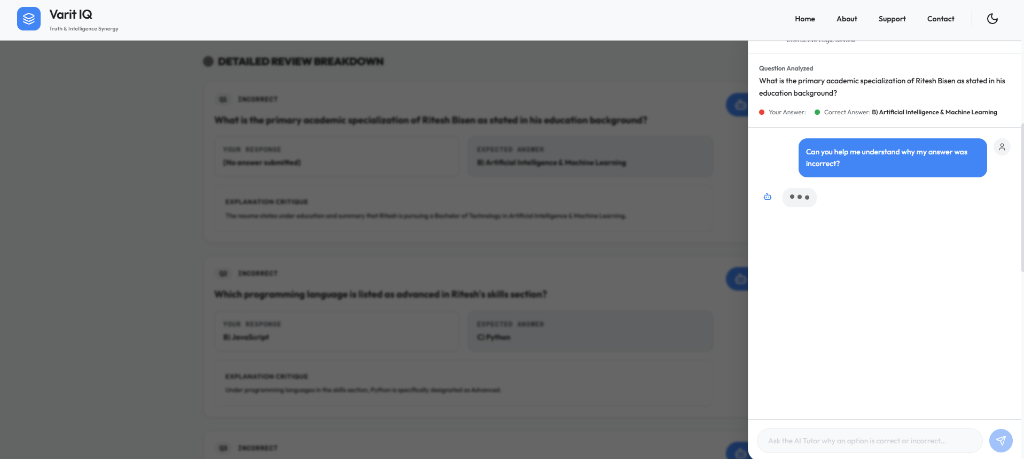 Varit IQ
Truth & Intelligence Synergy
Home
About
Support
Contact
DETAILED REVIEW BREAKDOWN
INCORRECT
What is the primary academic specialization of Ritesh Bisen as stated in his education background?
YOUR RESPONSE
[No answer submitted]
EXPECTED ANSWER
B) Artificial Intelligence & Machine Learning
EXPLANATION CRITIQUE
The resume states under education and summary that Ritesh is pursuing a Bachelor of Technology in Artificial Intelligence & Machine Learning.
INCORRECT
Which programming language is listed as advanced in Ritesh's skills section?
YOUR RESPONSE
B) JavaScript
EXPECTED ANSWER
C) Python
EXPLANATION CRITIQUE
Under programming languages in the skills section, Python is specifically designated as Advanced.
INCORRECT
Question Analyzed
What is the primary academic specialization of Ritesh Bisen as stated in his
education background?
Your Answer:
Correct Answer: B) Artificial Intelligence & Machine Learning
Can you help me understand why my answer was
incorrect?
Ask the AI Tutor why an option is correct or incorrect...